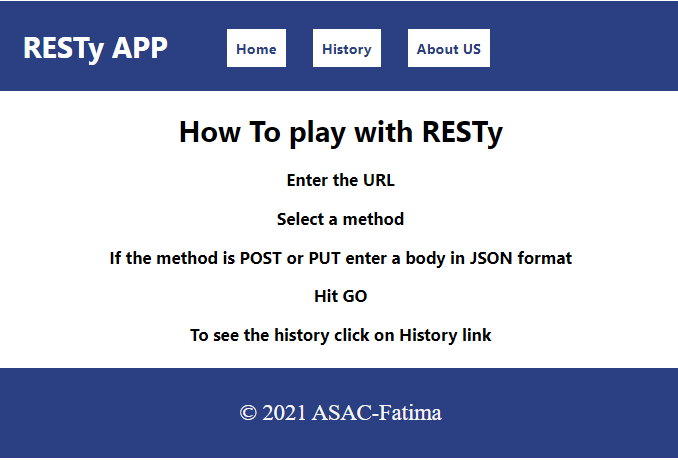 RESTy APP
Home
History
About US
How To play with RESTy
Enter the URL
Select a method
If the method is POST or PUT enter a body in JSON format
Hit GO
To see the history click on History link
© 2021 ASAC-Fatima